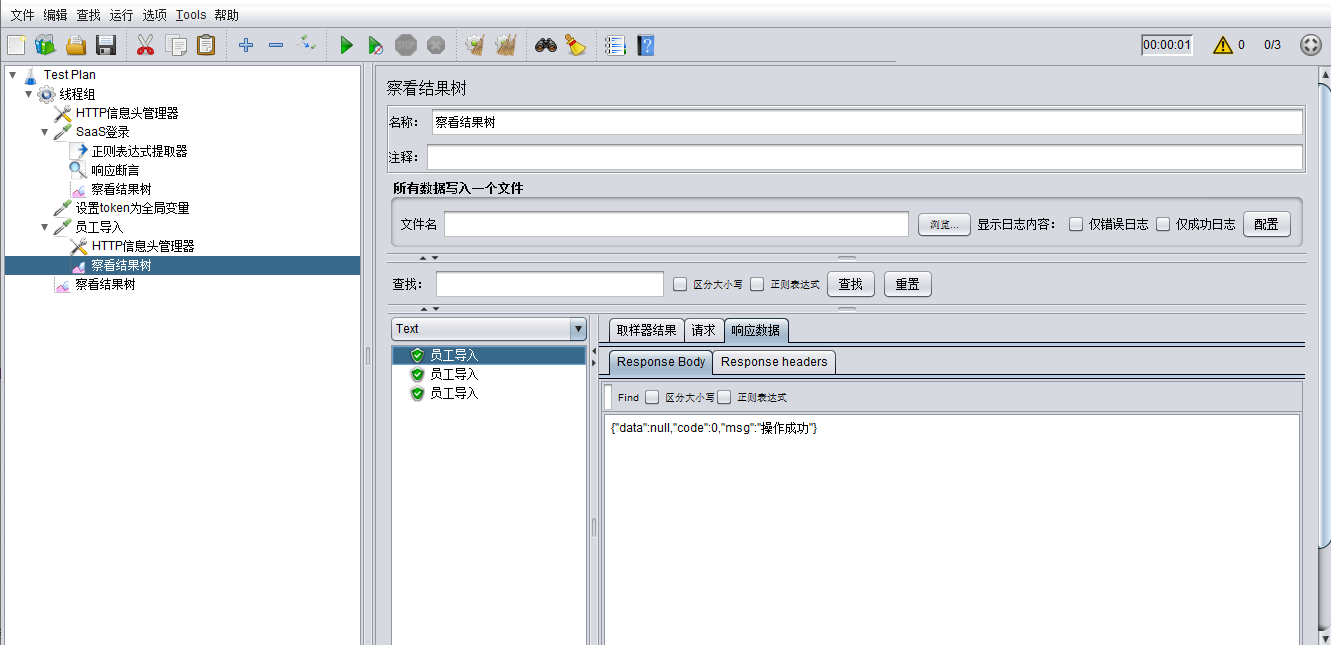 文件 编辑 查找 运行 选项 Tools 帮助
STOP 00:00:01 0 0/3
Test Plan
线程组
HTTP信息头管理器
SaaS登录
正则表达式提取器
响应断言
察看结果树
设置token为全局变量
员工导入
HTTP信息头管理器
察看结果树
察看结果树
察看结果树
名称： 察看结果树
注释：
所有数据写入一个文件
文件名 浏览... 显示日志内容： 仅错误日志 仅成功日志 配置
查找： 区分大小写 正则表达式 查找 重置
Text
员工导入
员工导入
员工导入
取样器结果 请求 响应数据
Response Body Response headers
Find 区分大小写 正则表达式
{"data":null,"code":0,"msg":"操作成功"}